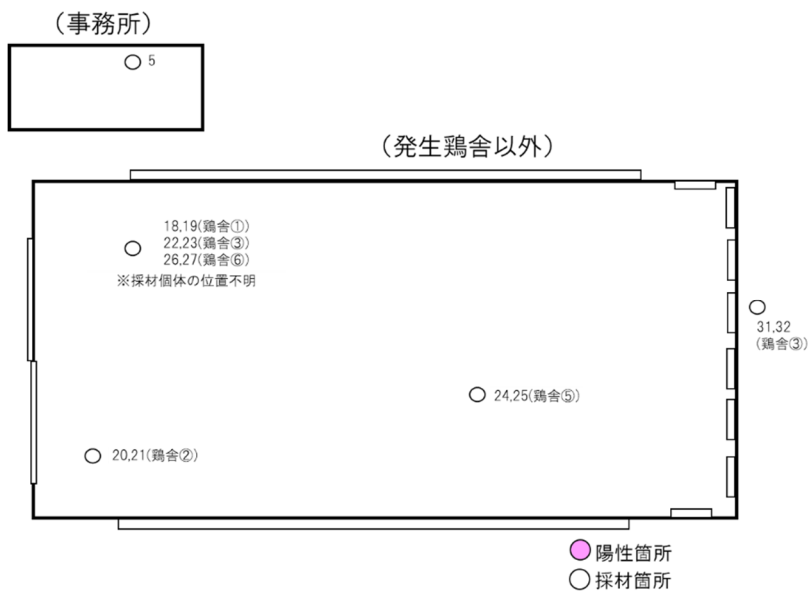 （事務所）
5
（発生鶏舎以外）
18,19(鶏舎①)
22,23(鶏舎③)
26,27(鶏舎⑥)
※採材個体の位置不明
31,32
(鶏舎③)
24,25(鶏舎⑤)
20,21(鶏舎②)
陽性箇所
採材箇所